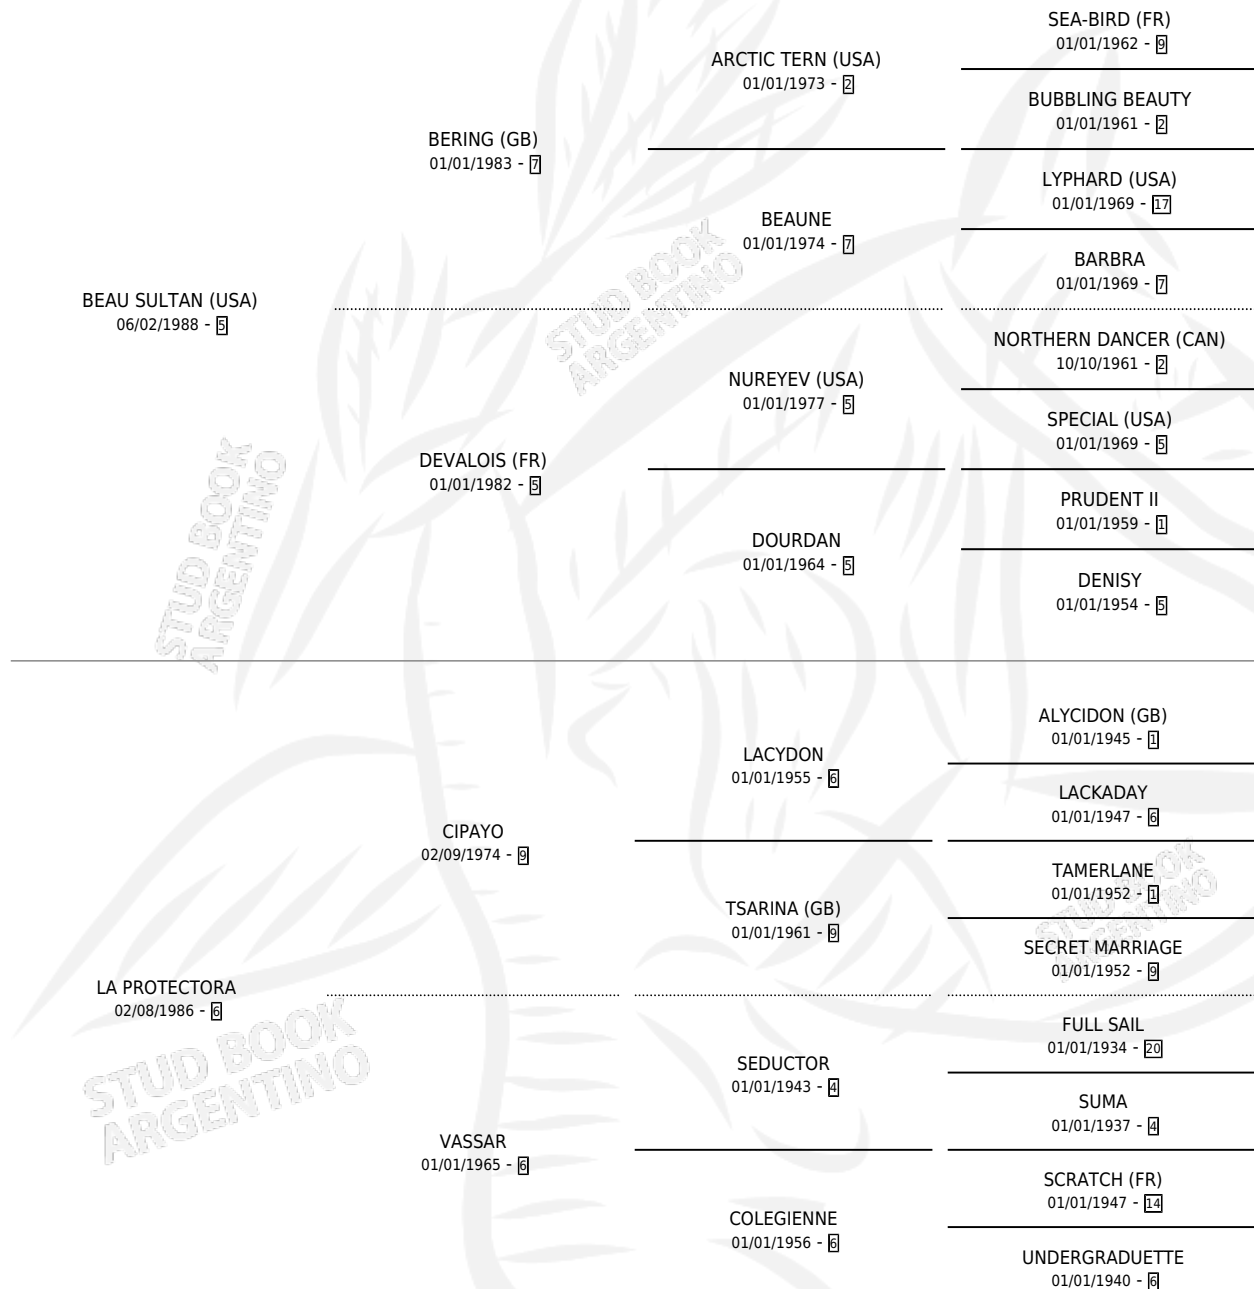 SEA-BIRD (FR)
01/01/1962 - 9
ARCTIC TERN (USA)
01/01/1973 - 2
BUBBLING BEAUTY
01/01/1961 - 2
BERING (GB)
01/01/1983 - 7
LYPHARD (USA)
01/01/1969 - 17
BEAUNE
01/01/1974 - 7
BARBRA
01/01/1969 - 7
BEAU SULTAN (USA)
06/02/1988 - 5
NORTHERN DANCER (CAN)
10/10/1961 - 2
NUREYEV (USA)
01/01/1977 - 5
SPECIAL (USA)
01/01/1969 - 5
DEVALOIS (FR)
01/01/1982 - 5
PRUDENT II
01/01/1959 - 1
DOURDAN
01/01/1964 - 5
DENISY
01/01/1954 - 5
ALYCIDON (GB)
01/01/1945 - 1
LACYDON
01/01/1955 - 6
LACKADAY
01/01/1947 - 6
CIPAYO
02/09/1974 - 9
TAMERLANE
01/01/1952 - 1
TSARINA (GB)
01/01/1961 - 9
SECRET MARRIAGE
01/01/1952 - 9
LA PROTECTORA
02/08/1986 - 6
FULL SAIL
01/01/1934 - 20
SEDUCTOR
01/01/1943 - 4
SUMA
01/01/1937 - 4
VASSAR
01/01/1965 - 6
SCRATCH (FR)
01/01/1947 - 14
COLEGIENNE
01/01/1956 - 6
UNDERGRADUETTE
01/01/1940 - 6
STUD BOOK
ARGENTINO
STUD BOOK
ARGENTINO
STUD BOOK
ARGENTINO
STUD BOOK
ARGENTINO